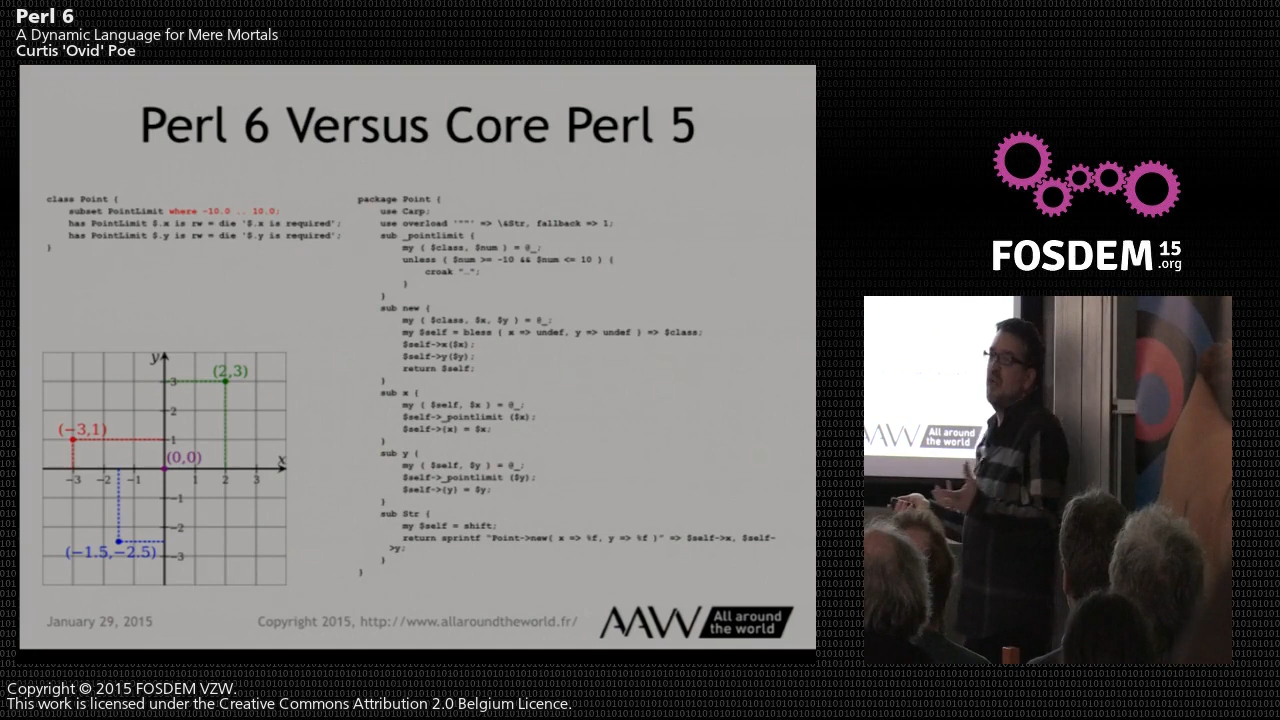 Perl 6
A Dynamic Language for Mere Mortals
Curtis 'Ovid' Poe
Perl 6 Versus Core Perl 5
class Point {
    subset PointLimit where -10.0 .. 10.0;
    has PointLimit $.x is rw = die '$.x is required';
    has PointLimit $.y is rw = die '$.y is required';
}
package Point {
    use Carp;
    use overload '""' => \&Str, fallback => 1;
    sub _pointlimit {
        my ( $class, $num ) = @_;
        unless ( $num >= -10 && $num <= 10 ) {
            croak "…";
        }
    }
    sub new {
        my ( $class, $x, $y ) = @_;
        my $self = bless { x => undef, y => undef } => $class;
        $self->x($x);
        $self->y($y);
        return $self;
    }
    sub x {
        my ( $self, $x ) = @_;
        $self->_pointlimit ($x);
        $self->{x} = $x;
    }
    sub y {
        my ( $self, $y ) = @_;
        $self->_pointlimit ($y);
        $self->{y} = $y;
    }
    sub Str {
        my $self = shift;
        return sprintf "Point->new( x => %f, y => %f )" => $self->x, $self-
>y;
    }
}
y
(2,3)
3
2
(−3,1)
1
(0,0)
x
−3 −2 −1 1 2 3
−1
−2
(−1.5,−2.5)
−3
January 29, 2015
Copyright 2015, http://www.allaroundtheworld.fr/
AAW All around
the world
FOSDEM 15
.org
AAW All around
the world
Copyright © 2015 FOSDEM VZW.
This work is licensed under the Creative Commons Attribution 2.0 Belgium Licence.